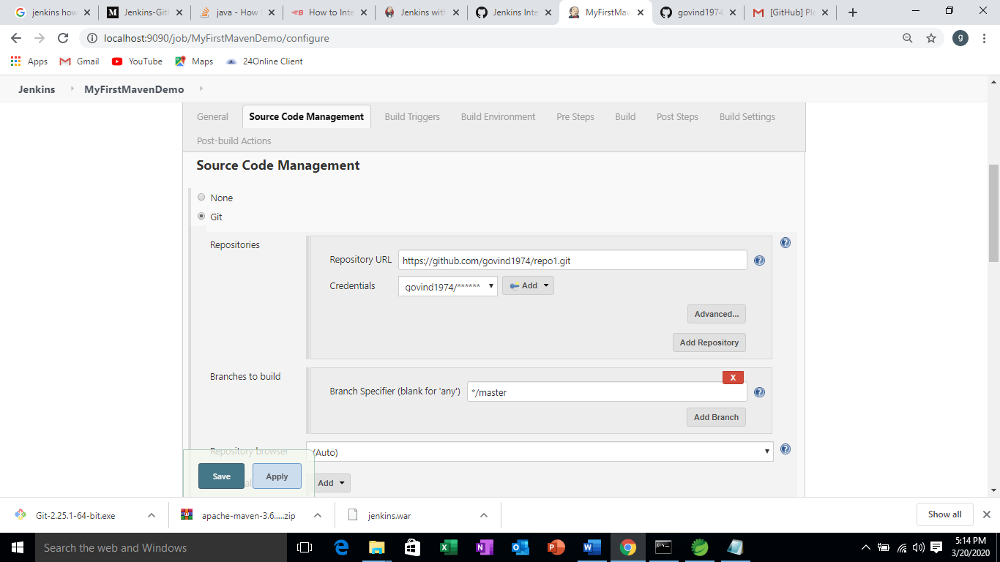 jenkins how
Jenkins-Git
java - How
How to Inte
Jenkins with
Jenkins Inte
MyFirstMav
govind1974
[GitHub] Ple
localhost:9090/job/MyFirstMavenDemo/configure
g
Apps
Gmail
YouTube
Maps
24Online Client
Jenkins
MyFirstMavenDemo
General
Source Code Management
Build Triggers
Build Environment
Pre Steps
Build
Post Steps
Build Settings
Post-build Actions
Source Code Management
None
Git
Repositories
Repository URL
https://github.com/govind1974/repo1.git
Credentials
govind1974/******
Add
Advanced...
Add Repository
Branches to build
X
Branch Specifier (blank for 'any')
*/master
Add Branch
Repository browser
(Auto)
Save
Apply
Add
Git-2.25.1-64-bit.exe
apache-maven-3.6.....zip
jenkins.war
Show all
Search the web and Windows
5:14 PM
3/20/2020